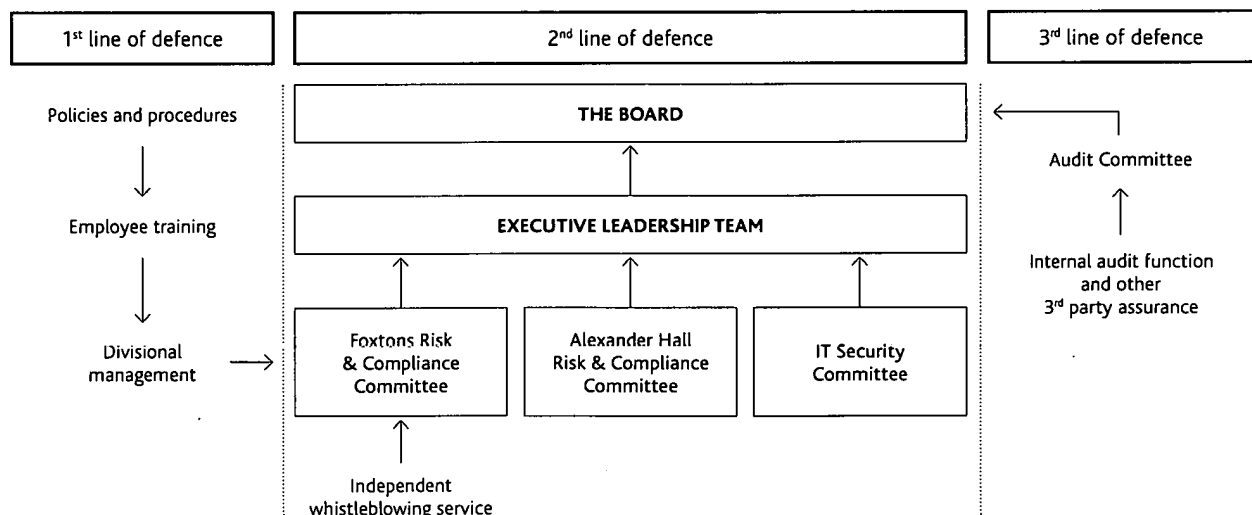 1st line of defence
2nd line of defence
3rd line of defence
Policies and procedures
Employee training
Divisional
management
THE BOARD
EXECUTIVE LEADERSHIP TEAM
Foxtons Risk
& Compliance
Committee
Alexander Hall
Risk & Compliance
Committee
IT Security
Committee
Independent
whistleblowing service
Audit Committee
Internal audit function
and other
3rd party assurance